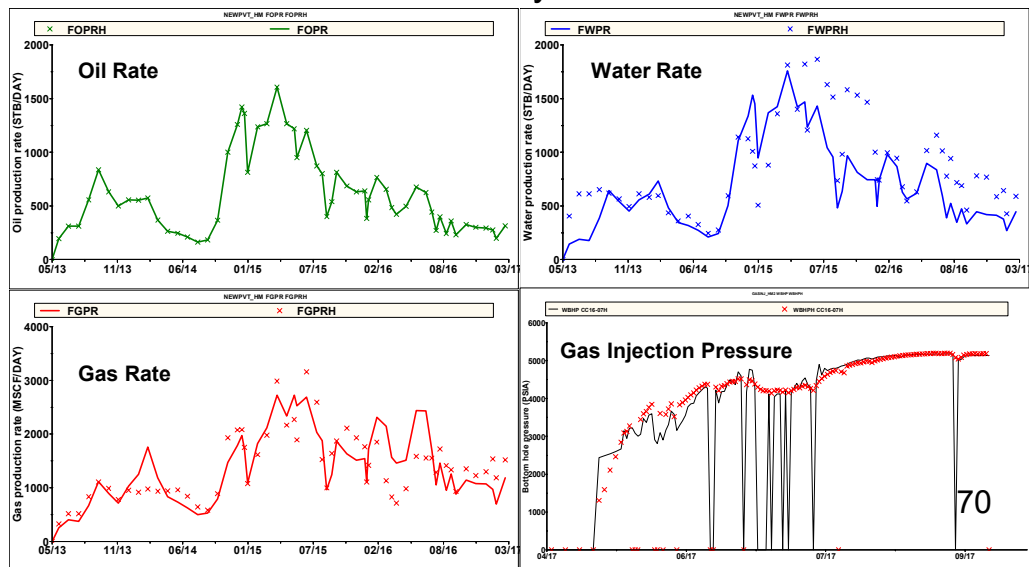 NEWPVT_HM FOPR FOPRH
FOPRH FOPR
Oil production rate (STB/DAY)
2000
1500
1000
500
0
Oil Rate
05/13 11/13 06/14 01/15 07/15 02/16 08/16 03/17
NEWPVT_HM FWPR FWPRH
FWPR FWPRH
Water production rate (STB/DAY)
2000
1500
1000
500
0
Water Rate
05/13 11/13 06/14 01/15 07/15 02/16 08/16 03/17
NEWPVT_HM FGPR FGPRH
FGPR FGPRH
Gas production rate (MSCF/DAY)
4000
3000
2000
1000
0
Gas Rate
05/13 11/13 06/14 01/15 07/15 02/16 08/16 03/17
WBHP CC16-07H WBHPH CC16-07H
Bottom hole pressure (PSIA)
6000
5000
4000
3000
2000
1000
0
Gas Injection Pressure
70
04/17 06/17 07/17 09/17